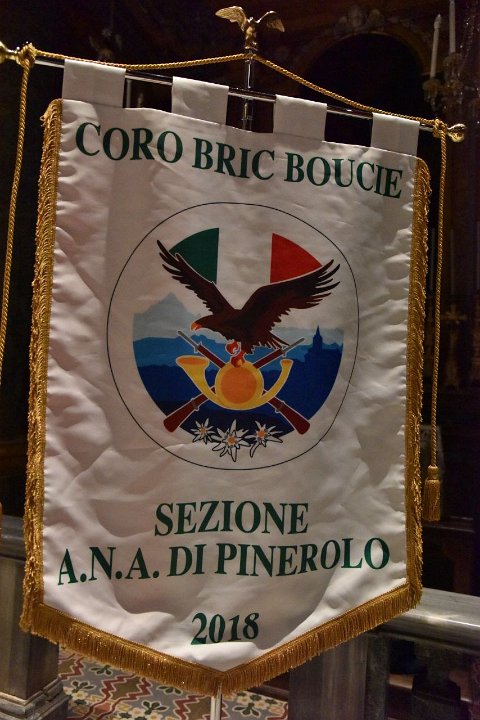 CORO BRIC BOUCIE
SEZIONE
A.N.A. DI PINEROLO
2018